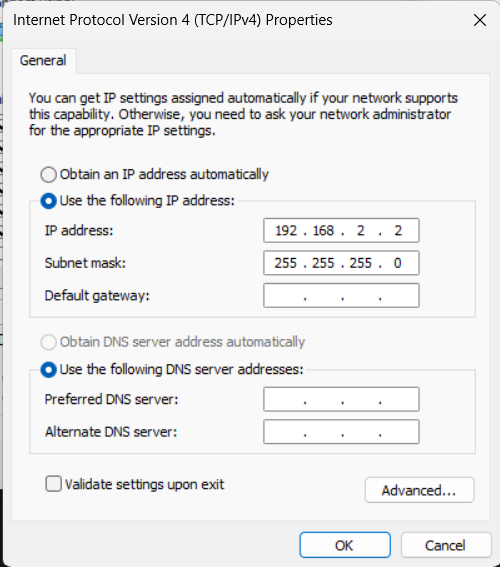 Internet Protocol Version 4 (TCP/IPv4) Properties
General
You can get IP settings assigned automatically if your network supports
this capability. Otherwise, you need to ask your network administrator
for the appropriate IP settings.
Obtain an IP address automatically
Use the following IP address:
IP address: 192 . 168 . 2 . 2
Subnet mask: 255 . 255 . 255 . 0
Default gateway: . . .
Obtain DNS server address automatically
Use the following DNS server addresses:
Preferred DNS server: . . .
Alternate DNS server: . . .
Validate settings upon exit
Advanced...
OK Cancel